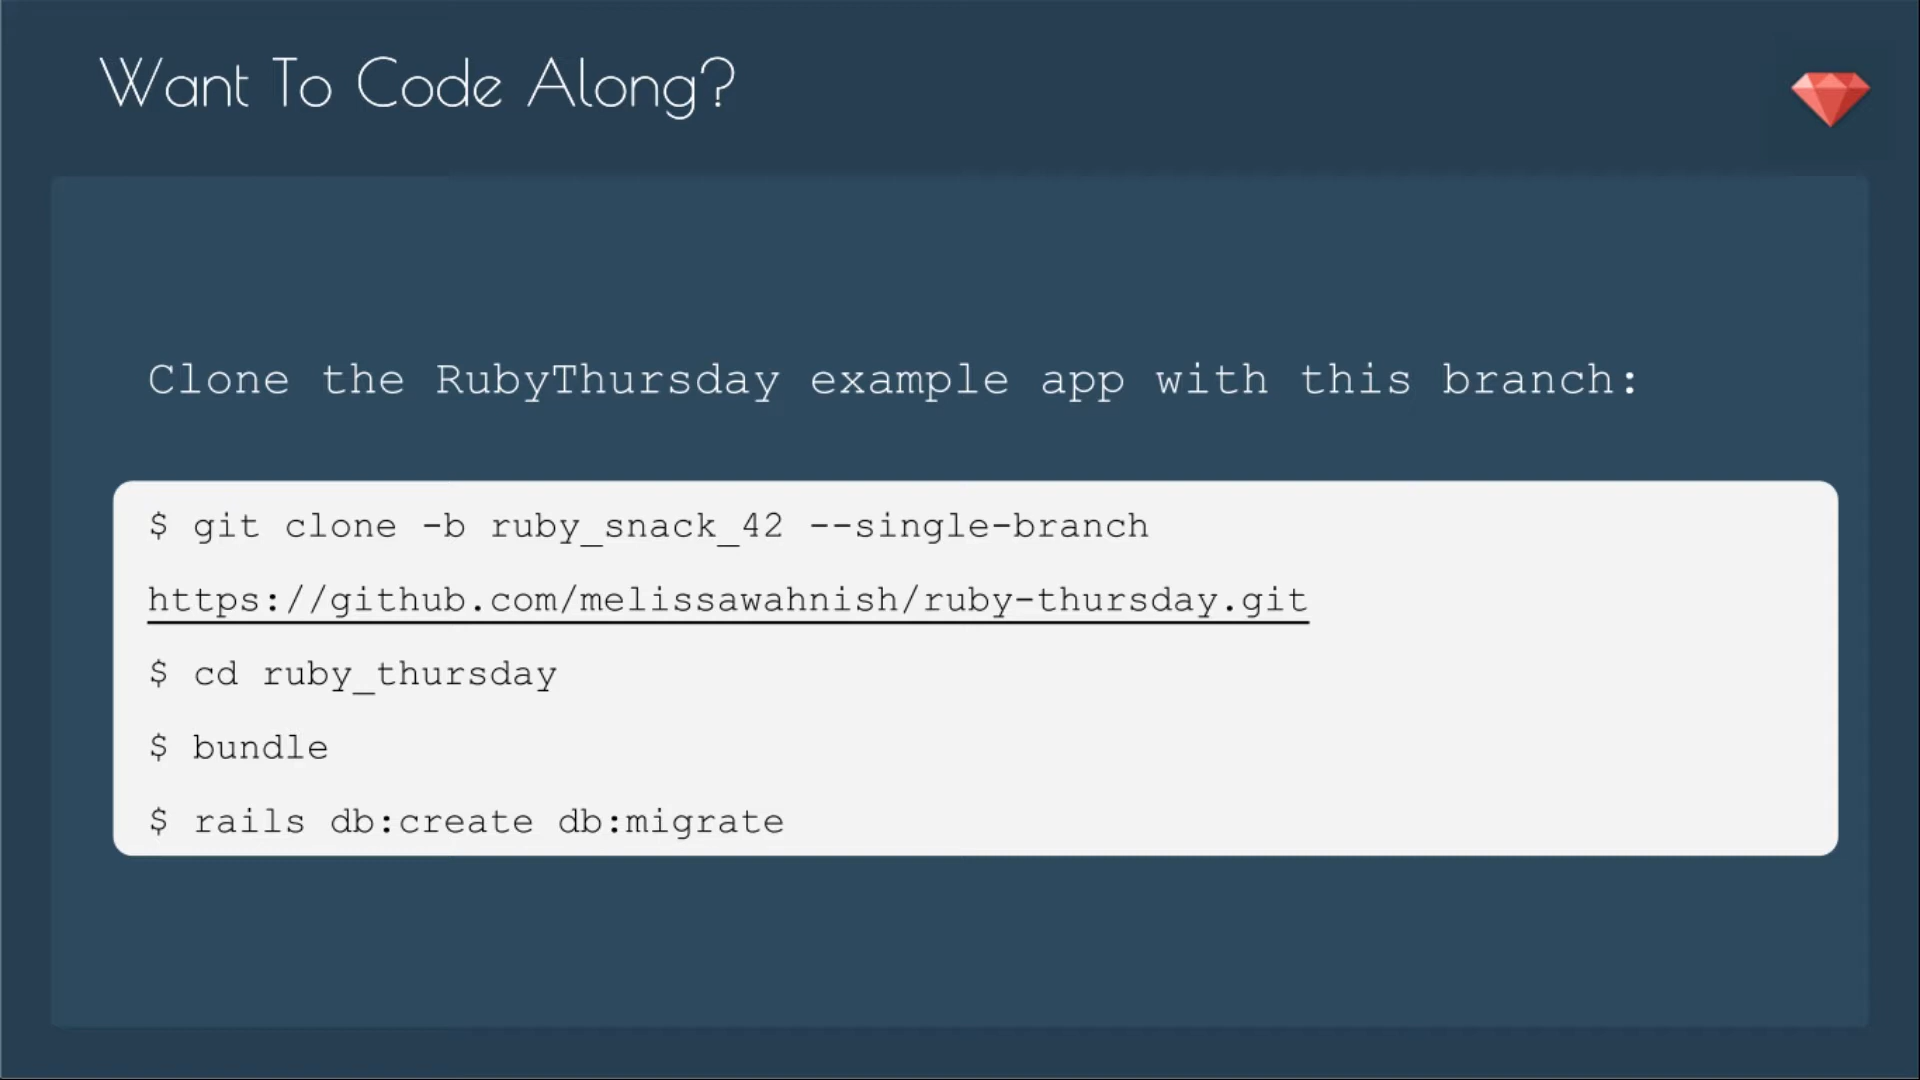 Want To Code Along?
Clone the RubyThursday example app with this branch:
$ git clone -b ruby_snack_42 --single-branch
https://github.com/melissawahnish/ruby-thursday.git
$ cd ruby_thursday
$ bundle
$ rails db:create db:migrate